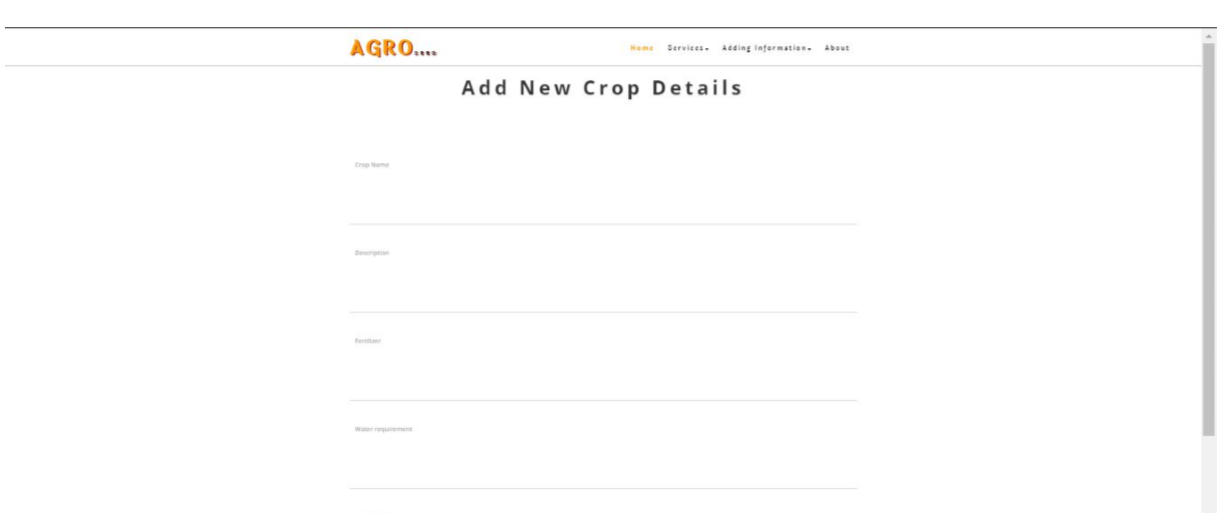 AGRO....
Home Services Adding Information About
Add New Crop Details
Crop Name
Description
Fertilizer
Water requirement